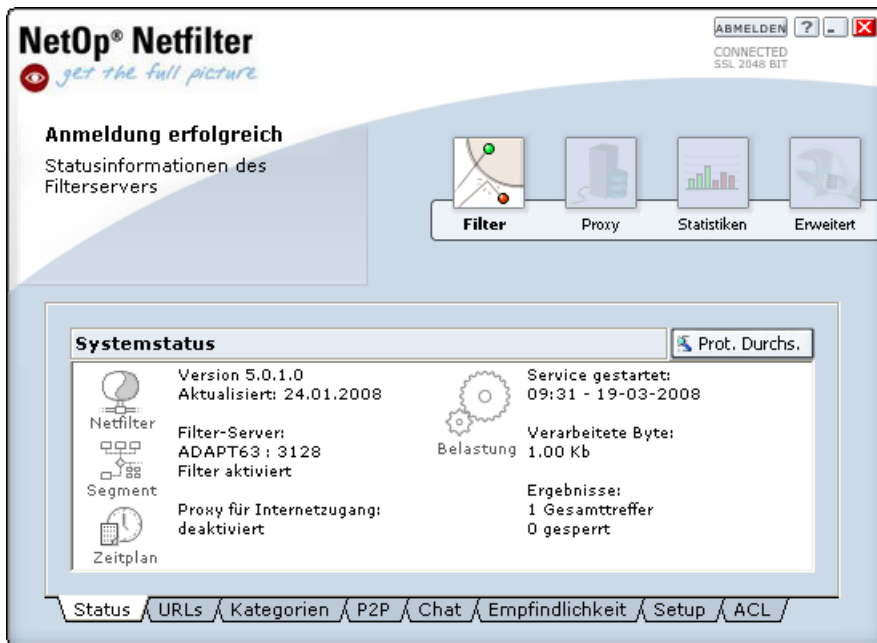 NetOp® Netfilter
get the full picture
ABMELDEN ?
CONNECTED
SSL 2048 BIT
Anmeldung erfolgreich
Statusinformationen des
Filterservers
Filter
Proxy
Statistiken
Erweitert
Systemstatus
Prot. Durchs.
Netfilter
Segment
Zeitplan
Version 5.0.1.0
Aktualisiert: 24.01.2008
Filter-Server:
ADAPT63 : 3128
Filter aktiviert
Proxy für Internetzugang:
deaktiviert
Belastung
Service gestartet:
09:31 - 19-03-2008
Verarbeitete Byte:
1.00 Kb
Ergebnisse:
1 Gesamttreffer
0 gesperrt
Status
URLs
Kategorien
P2P
Chat
Empfindlichkeit
Setup
ACL